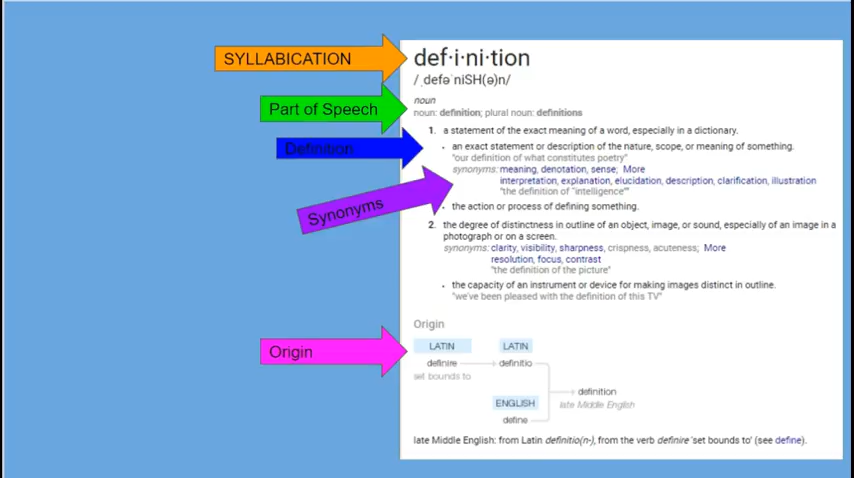 SYLLABICATION
Part of Speech
Definition
Synonyms
Origin
def·i·ni·tion
/ˌdefəˈniSH(ə)n/
noun
noun: definition; plural noun: definitions
1. a statement of the exact meaning of a word, especially in a dictionary.
• an exact statement or description of the nature, scope, or meaning of something.
"our definition of what constitutes poetry"
synonyms: meaning, denotation, sense; More
interpretation, explanation, elucidation, description, clarification, illustration
"the definition of "intelligence""
• the action or process of defining something.
2. the degree of distinctness in outline of an object, image, or sound, especially of an image in a
photograph or on a screen.
synonyms: clarity, visibility, sharpness, crispness, acuteness; More
resolution, focus, contrast
"the definition of the picture"
• the capacity of an instrument or device for making images distinct in outline.
"we've been pleased with the definition of this TV"
Origin
LATIN LATIN
definire definitio
set bounds to
definition
ENGLISH late Middle English
define
late Middle English: from Latin definitio(n-), from the verb definire 'set bounds to' (see define).